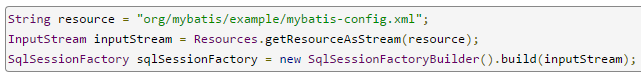 String resource = "org/mybatis/example/mybatis-config.xml";
InputStream inputStream = Resources.getResourceAsStream(resource);
SqlSessionFactory sqlSessionFactory = new SqlSessionFactoryBuilder().build(inputStream);